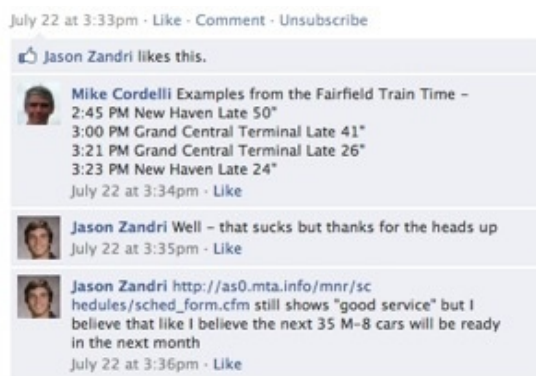 July 22 at 3:33pm · Like · Comment · Unsubscribe
Jason Zandri likes this.
Mike Cordelli Examples from the Fairfield Train Time –
2:45 PM New Haven Late 50"
3:00 PM Grand Central Terminal Late 41"
3:21 PM Grand Central Terminal Late 26"
3:23 PM New Haven Late 24"
July 22 at 3:34pm · Like
Jason Zandri Well – that sucks but thanks for the heads up
July 22 at 3:35pm · Like
Jason Zandri http://as0.mta.info/mnr/sc
hedules/sched_form.cfm still shows "good service" but I
believe that like I believe the next 35 M-8 cars will be ready
in the next month
July 22 at 3:36pm · Like